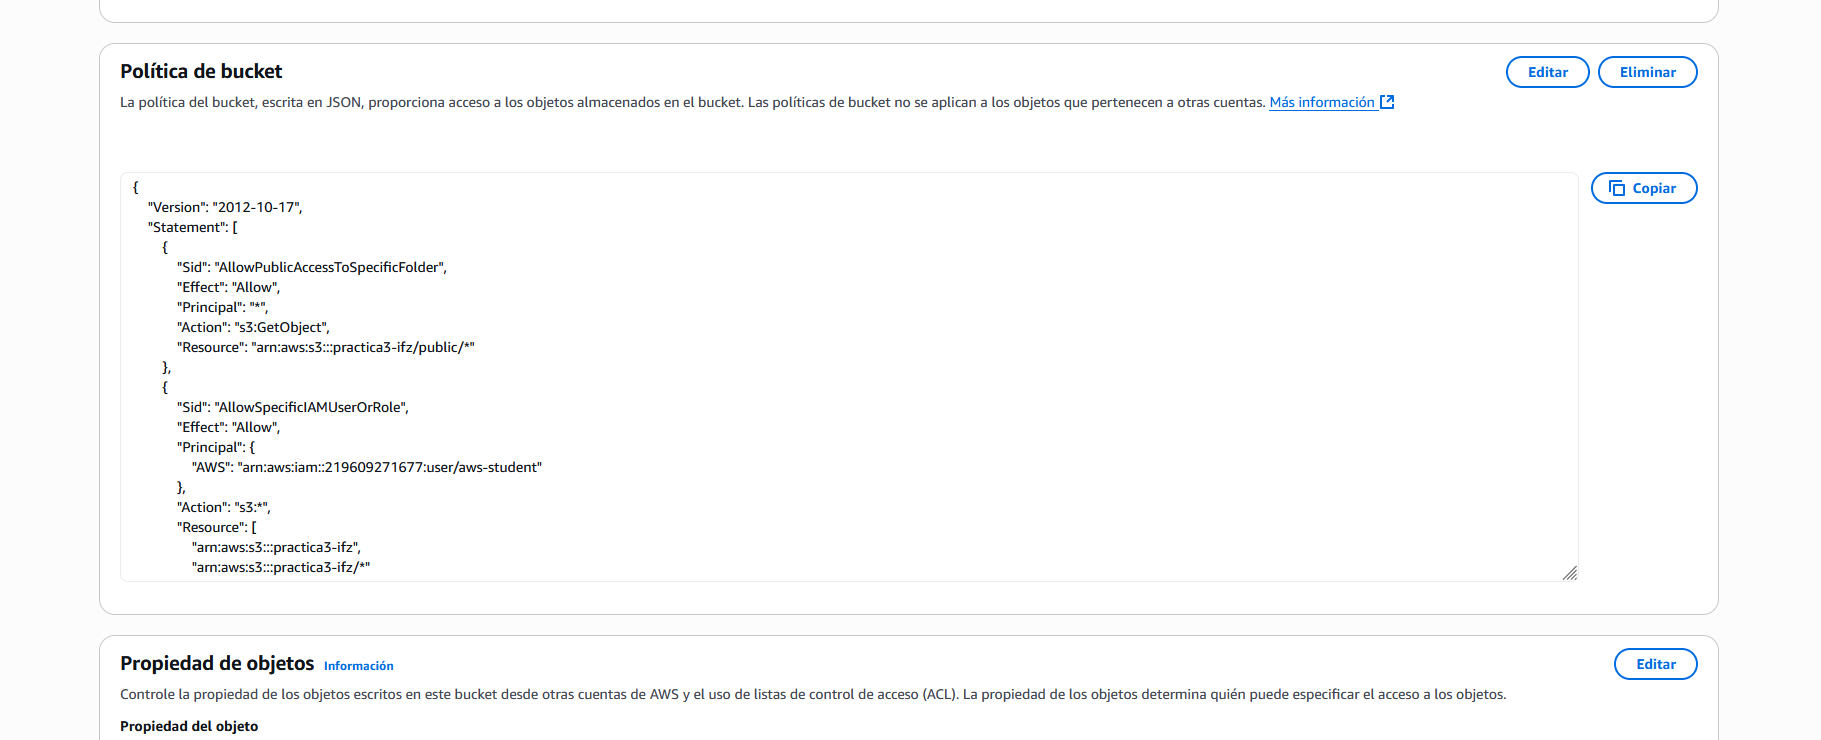 Política de bucket
Editar
Eliminar
La política del bucket, escrita en JSON, proporciona acceso a los objetos almacenados en el bucket. Las políticas de bucket no se aplican a los objetos que pertenecen a otras cuentas. Más información
Copiar
{
"Version": "2012-10-17",
"Statement": [
{
"Sid": "AllowPublicAccessToSpecificFolder",
"Effect": "Allow",
"Principal": "*",
"Action": "s3:GetObject",
"Resource": "arn:aws:s3:::practica3-ifz/public/*"
},
{
"Sid": "AllowSpecificIAMUserOrRole",
"Effect": "Allow",
"Principal": {
"AWS": "arn:aws:iam::219609271677:user/aws-student"
},
"Action": "s3:*",
"Resource": [
"arn:aws:s3:::practica3-ifz",
"arn:aws:s3:::practica3-ifz/*"
Propiedad de objetos Información
Editar
Controle la propiedad de los objetos escritos en este bucket desde otras cuentas de AWS y el uso de listas de control de acceso (ACL). La propiedad de los objetos determina quién puede especificar el acceso a los objetos.
Propiedad del objeto